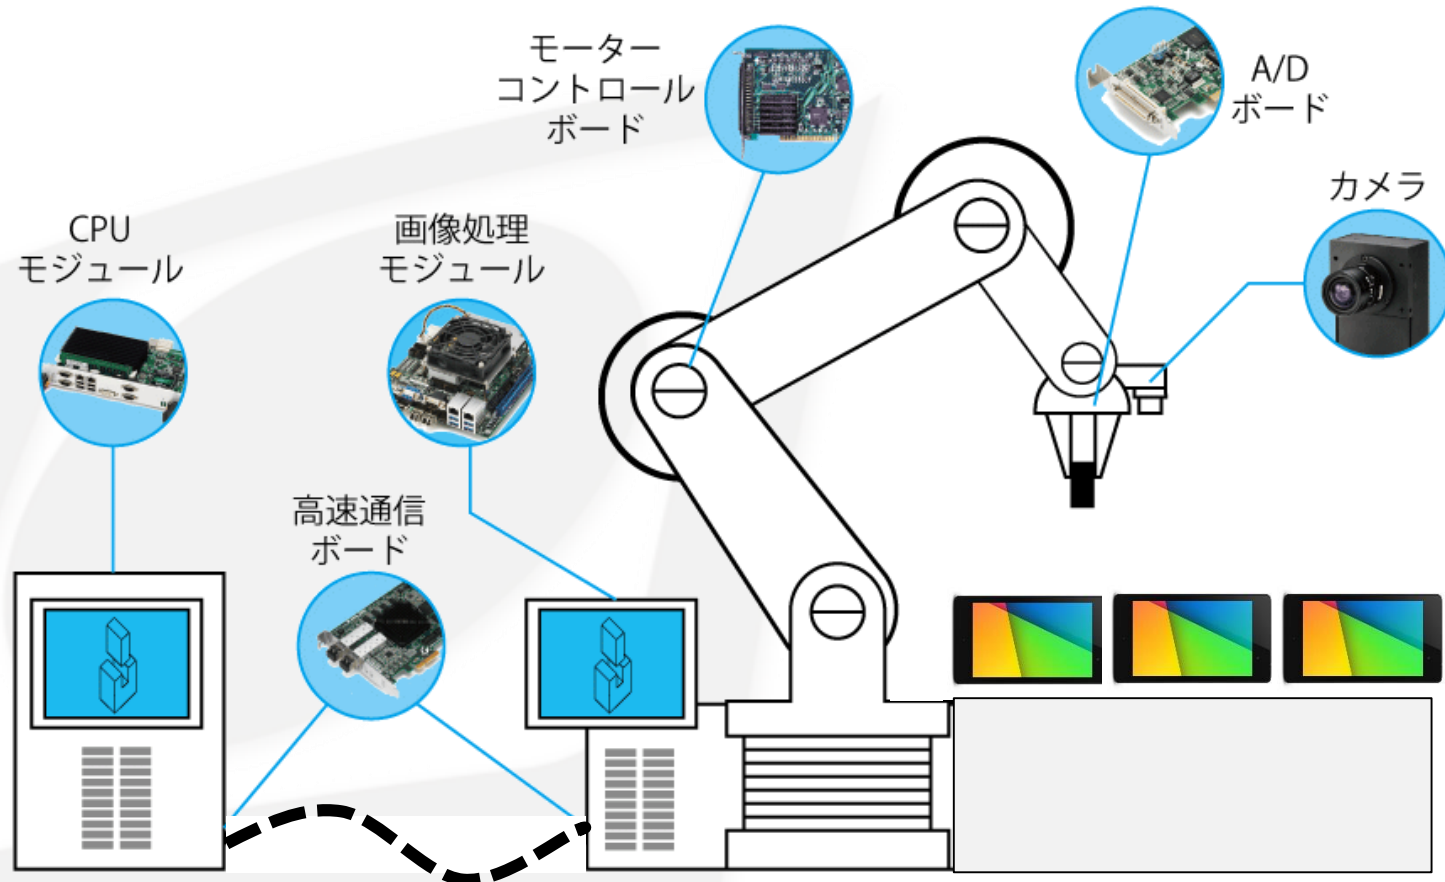 モーター
コントロール
ボード
A/D
ボード
カメラ
CPU
モジュール
画像処理
モジュール
高速通信
ボード